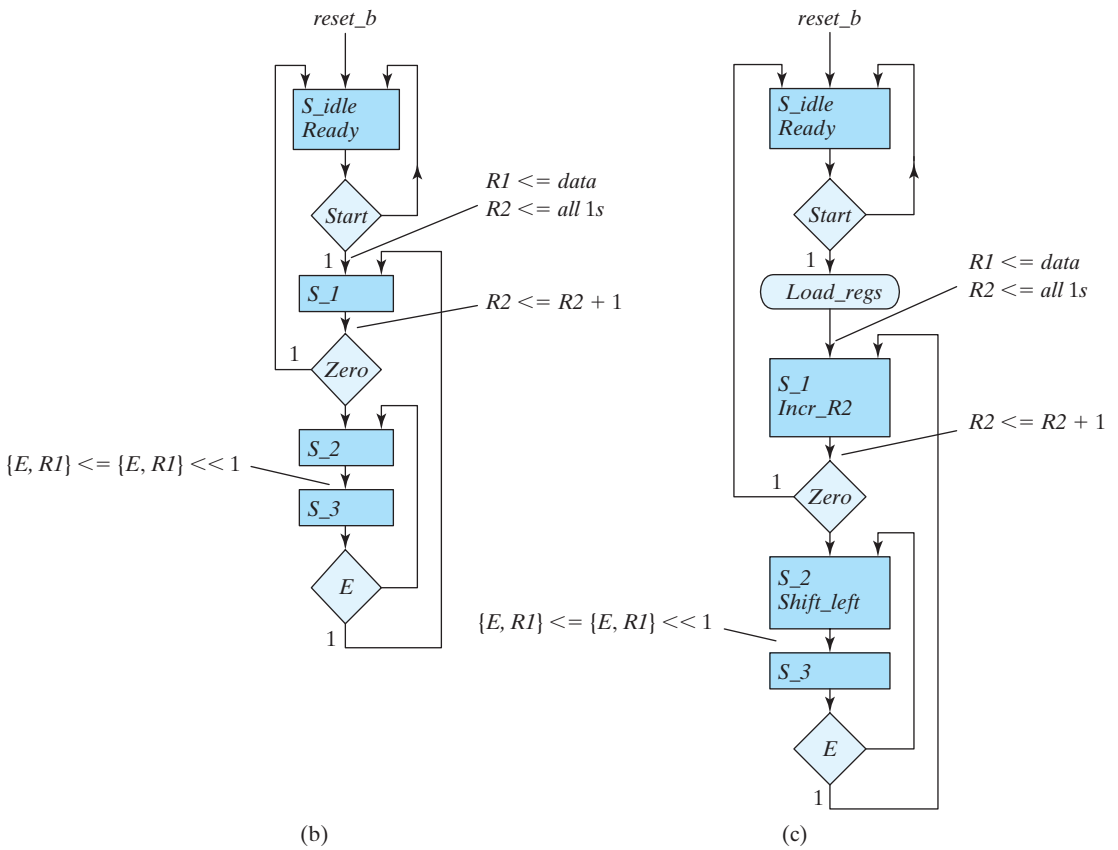 reset_b
S_idle
Ready
Start
R1 <= data
R2 <= all 1s
1
S_1
R2 <= R2 + 1
1
Zero
S_2
{E, R1} <= {E, R1} << 1
S_3
E
1
(b)
reset_b
S_idle
Ready
Start
1
Load_regs
R1 <= data
R2 <= all 1s
S_1
Incr_R2
R2 <= R2 + 1
1
Zero
S_2
Shift_left
{E, R1} <= {E, R1} << 1
S_3
E
1
(c)